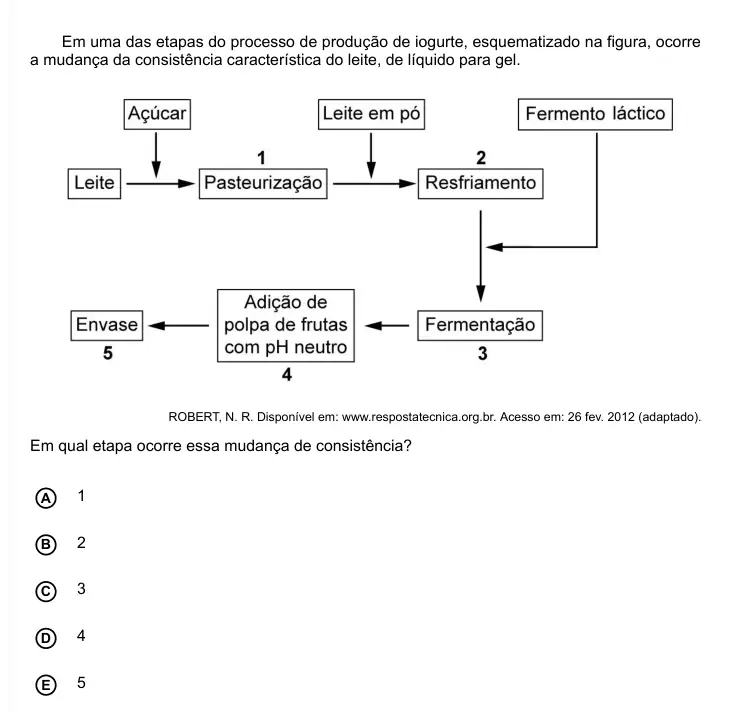 Em uma das etapas do processo de produção de iogurte, esquematizado na figura, ocorre
a mudança da consistência característica do leite, de líquido para gel.
Açúcar
Leite em pó
Fermento láctico
1
2
Leite
Pasteurização
Resfriamento
Envase
Adição de
polpa de frutas
com pH neutro
Fermentação
5
4
3
ROBERT, N. R. Disponível em: www.respostatecnica.org.br. Acesso em: 26 fev. 2012 (adaptado).
Em qual etapa ocorre essa mudança de consistência?
A 1
B 2
C 3
D 4
E 5